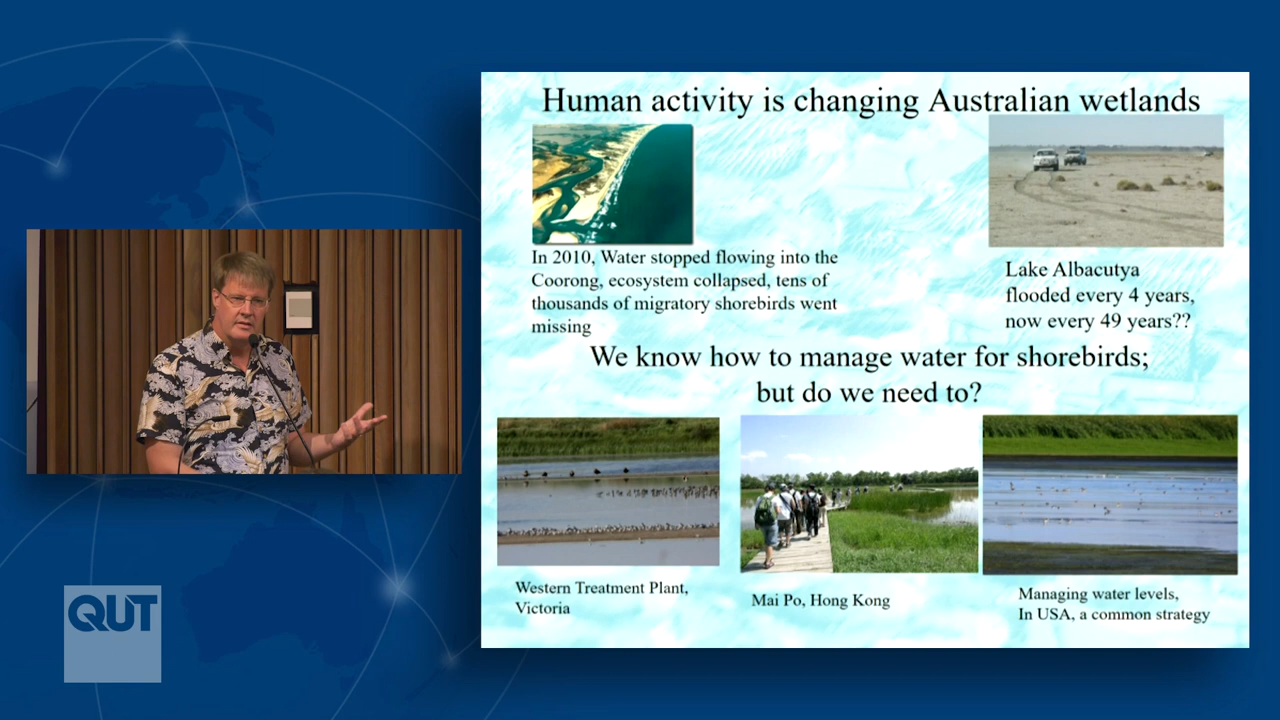 Human activity is changing Australian wetlands
In 2010, Water stopped flowing into the
Coorong, ecosystem collapsed, tens of
thousands of migratory shorebirds went
missing
Lake Albacutya
flooded every 4 years,
now every 49 years??
We know how to manage water for shorebirds;
but do we need to?
Western Treatment Plant,
Victoria
Mai Po, Hong Kong
Managing water levels,
In USA, a common strategy
QUT